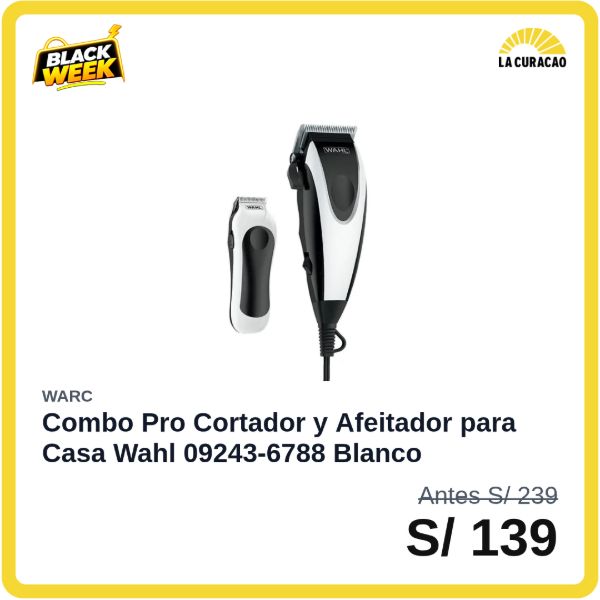 BLACK
WEEK
LA CURACAO
WAHL
WAHL
WARC
Combo Pro Cortador y Afeitador para
Casa Wahl 09243-6788 Blanco
Antes S/ 239
S/ 139